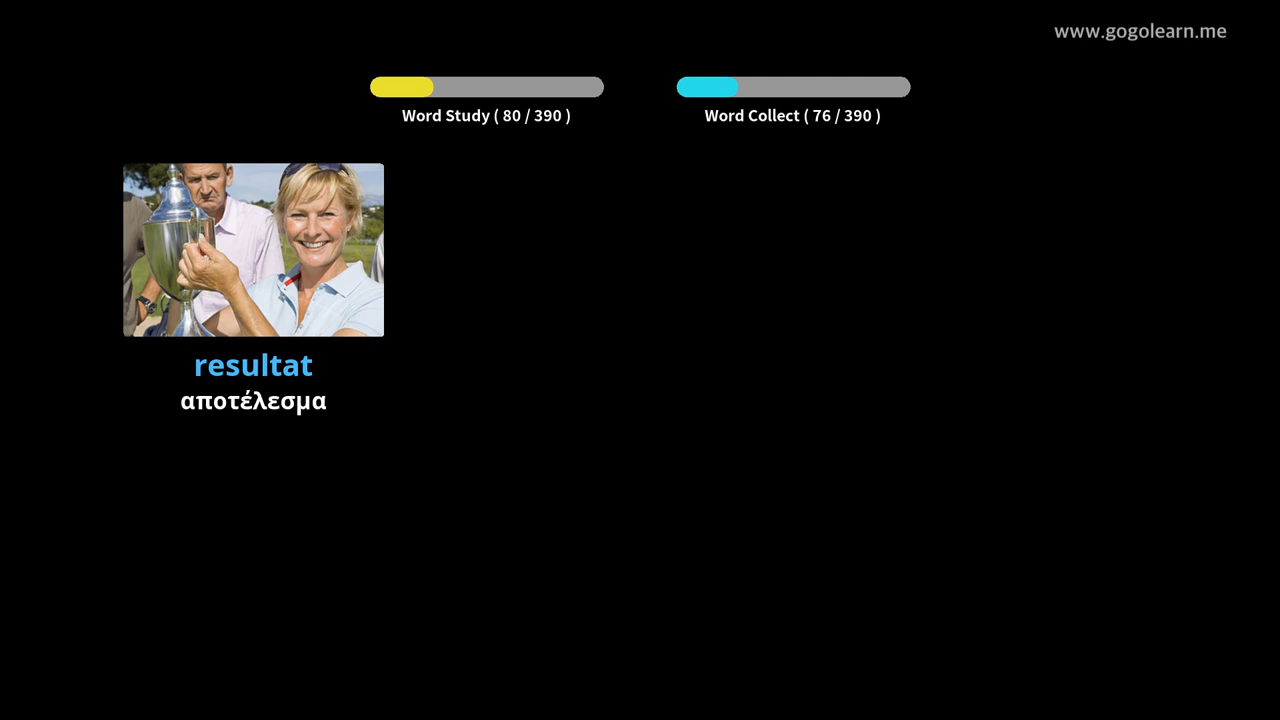 www.gogolearn.me
Word Study ( 80 / 390 )
Word Collect ( 76 / 390 )
resultat
αποτέλεσμα